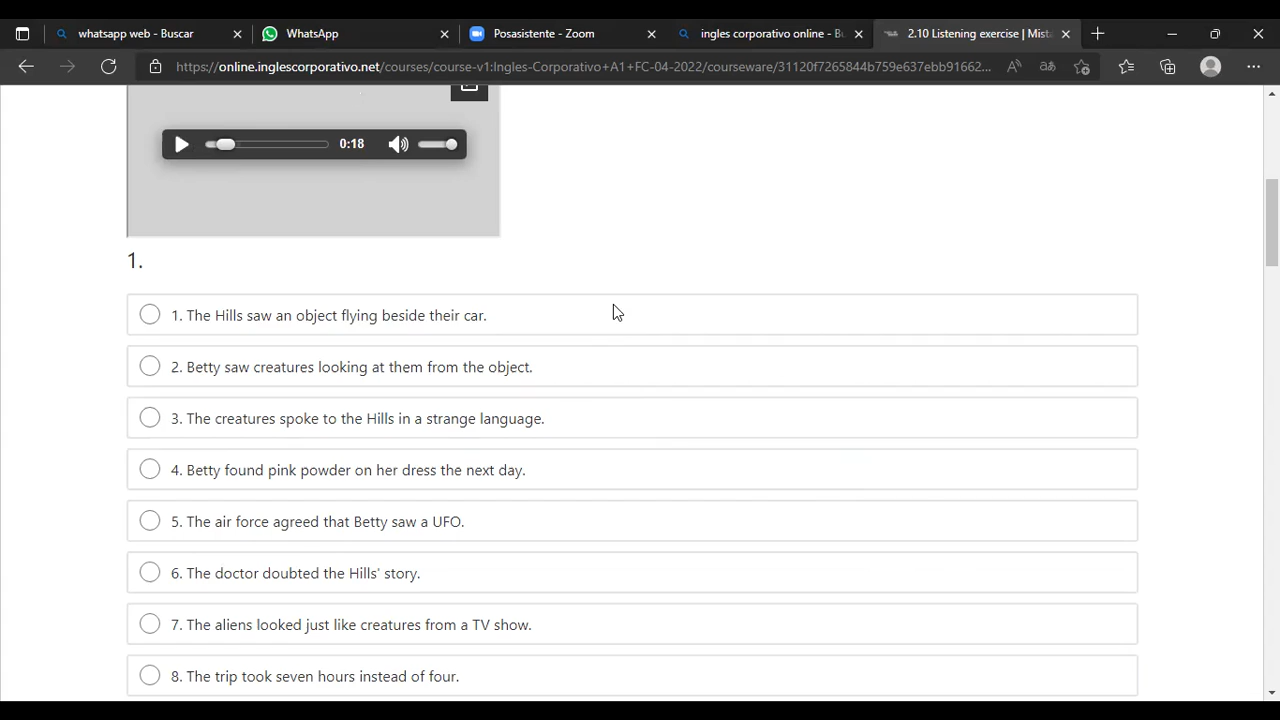 whatsapp web - Buscar
WhatsApp
Posasistente - Zoom
ingles corporativo online - Bu
2.10 Listening exercise | Mista
https://online.inglescorporativo.net/courses/course-v1:Ingles-Corporativo+A1+FC-04-2022/courseware/31120f7265844b759e637ebb91662...
0:18
1.
1. The Hills saw an object flying beside their car.
2. Betty saw creatures looking at them from the object.
3. The creatures spoke to the Hills in a strange language.
4. Betty found pink powder on her dress the next day.
5. The air force agreed that Betty saw a UFO.
6. The doctor doubted the Hills' story.
7. The aliens looked just like creatures from a TV show.
8. The trip took seven hours instead of four.